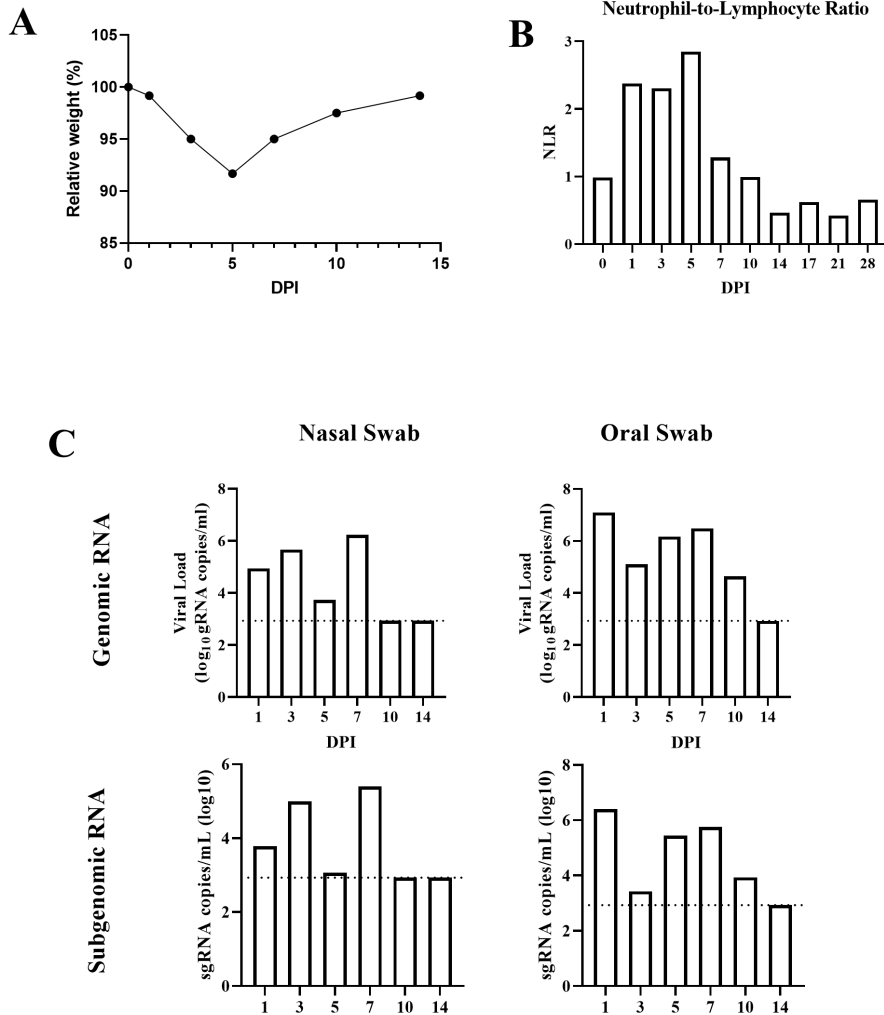 A
105
100
95
90
85
Relative weight (%)
0
5
10
15
DPI
B
Neutrophil-to-Lymphocyte Ratio
3
2
1
0
NLR
0 1 3 5 7 10 14 17 21 28
DPI
C
Nasal Swab
Oral Swab
Genomic RNA
Viral Load
(log₁₀gRNA copies/ml)
8
6
4
2
0
1 3 5 7 10 14
DPI
Viral Load
(log₁₀gRNA copies/ml)
8
6
4
2
0
1 3 5 7 10 14
DPI
Subgenomic RNA
sgRNA copies/mL (log10)
6
4
2
0
1 3 5 7 10 14
sgRNA copies/mL (log10)
8
6
4
2
0
1 3 5 7 10 14